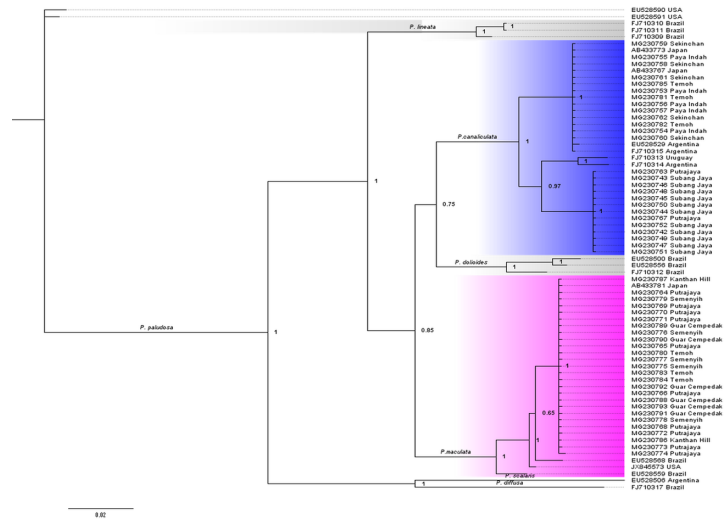 EU528590 USA
EU528591 USA
P. lineata
FJ710310 Brazil
1
FJ710311 Brazil
1
FJ710309 Brazil
MG230759 Sekinchan
AB433773 Japan
MG230755 Paya Indah
MG230758 Sekinchan
AB433767 Japan
MG230761 Sekinchan
MG230785 Temoh
MG230753 Paya Indah
MG230781 Temoh
1
MG230756 Paya Indah
MG230757 Paya Indah
MG230762 Sekinchan
MG230782 Temoh
MG230754 Paya Indah
P.canaliculata
MG230760 Sekinchan
1
EU528529 Argentina
FJ710315 Argentina
FJ710313 Uruguay
1
FJ710314 Argentina
MG230763 Putrajaya
MG230743 Subang Jaya
1
MG230746 Subang Jaya
0.97
MG230748 Subang Jaya
MG230745 Subang Jaya
MG230750 Subang Jaya
0.75
MG230744 Subang Jaya
1
MG230767 Putrajaya
MG230752 Subang Jaya
MG230742 Subang Jaya
MG230749 Subang Jaya
MG230747 Subang Jaya
MG230751 Subang Jaya
EU528500 Brazil
P. dolioides
1
EU528556 Brazil
1
FJ710312 Brazil
MG230787 Kanthan Hill
AB433781 Japan
MG230764 Putrajaya
MG230779 Semenyih
MG230769 Putrajaya
MG230770 Putrajaya
MG230771 Putrajaya
MG230789 Guar Cempedak
P. paludosa
1
0.85
MG230776 Semenyih
MG230790 Guar Cempedak
MG230765 Putrajaya
MG230780 Temoh
MG230777 Semenyih
MG230775 Semenyih
1
MG230783 Temoh
MG230784 Temoh
MG230792 Guar Cempedak
MG230766 Putrajaya
MG230788 Guar Cempedak
MG230793 Guar Cempedak
0.65
MG230791 Guar Cempedak
MG230778 Semenyih
MG230768 Putrajaya
MG230772 Putrajaya
MG230786 Kanthan Hill
1
MG230773 Putrajaya
P.maculata
MG230774 Putrajaya
1
EU528568 Brazil
JX845573 USA
P. scalaris
EU528559 Brazil
EU528506 Argentina
1
P. diffusa
FJ710317 Brazil
0.02